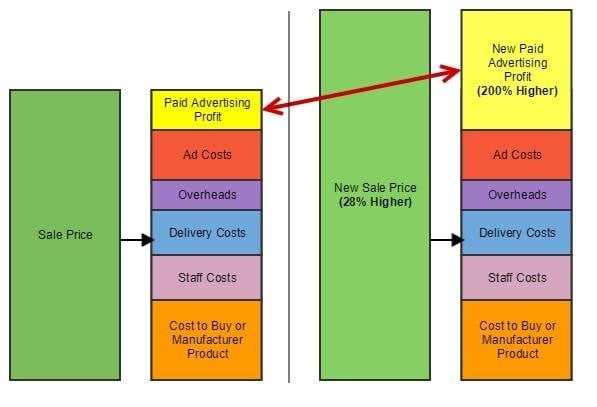 Sale Price
Paid Advertising
Profit
Ad Costs
Overheads
Delivery Costs
Staff Costs
Cost to Buy or
Manufacturer
Product
New Sale Price
(28% Higher)
New Paid
Advertising
Profit
(200% Higher)
Ad Costs
Overheads
Delivery Costs
Staff Costs
Cost to Buy or
Manufacturer
Product